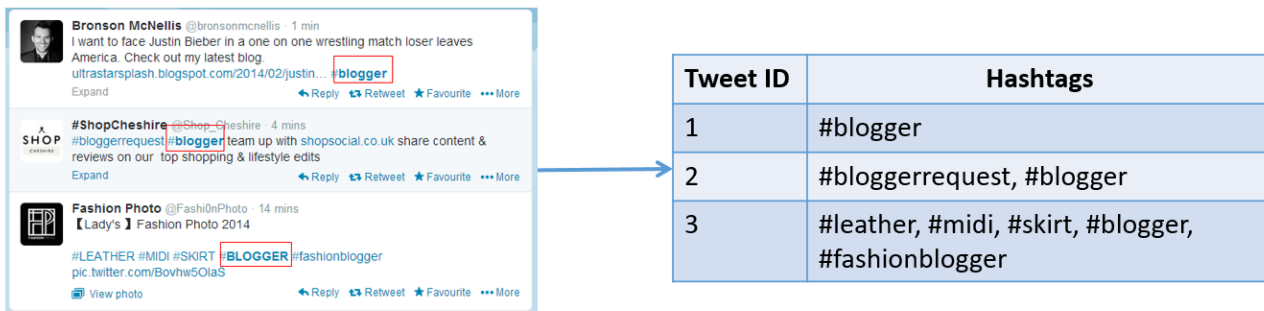 Bronson McNellis @bronsonmcnellis · 1 min
I want to face Justin Bieber in a one on one wrestling match loser leaves
America. Check out my latest blog.
ultrastarsplash.blogspot.com/2014/02/justin... #blogger
Expand
Reply Retweet Favourite More
SHOP
CHESHIRE
#ShopCheshire @Shop_Cheshire · 4 mins
#bloggerrequest #blogger team up with shopsocial.co.uk share content &
reviews on our top shopping & lifestyle edits
Expand
Reply Retweet Favourite More
FP
Fashion Photo @Fashi0nPhoto · 14 mins
【Lady's 】Fashion Photo 2014
#LEATHER #MIDI #SKIRT #BLOGGER #fashionblogger
pic.twitter.com/Bovhw5OlaS
View photo
Reply Retweet Favourite More
Tweet ID Hashtags
1 #blogger
2 #bloggerrequest, #blogger
3 #leather, #midi, #skirt, #blogger,
#fashionblogger